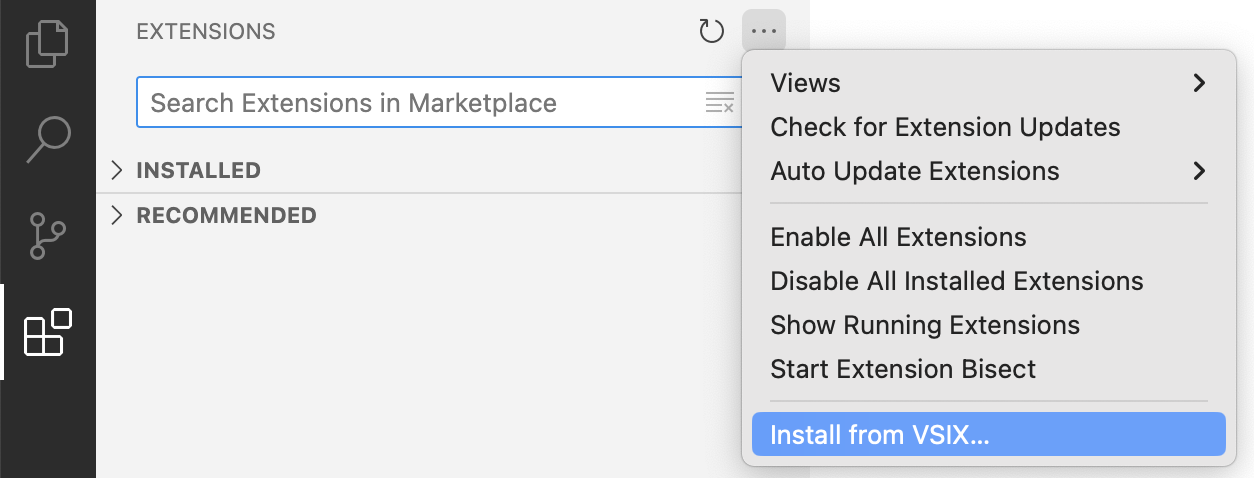 EXTENSIONS
Search Extensions in Marketplace
INSTALLED
RECOMMENDED
Views
Check for Extension Updates
Auto Update Extensions
Enable All Extensions
Disable All Installed Extensions
Show Running Extensions
Start Extension Bisect
Install from VSIX...